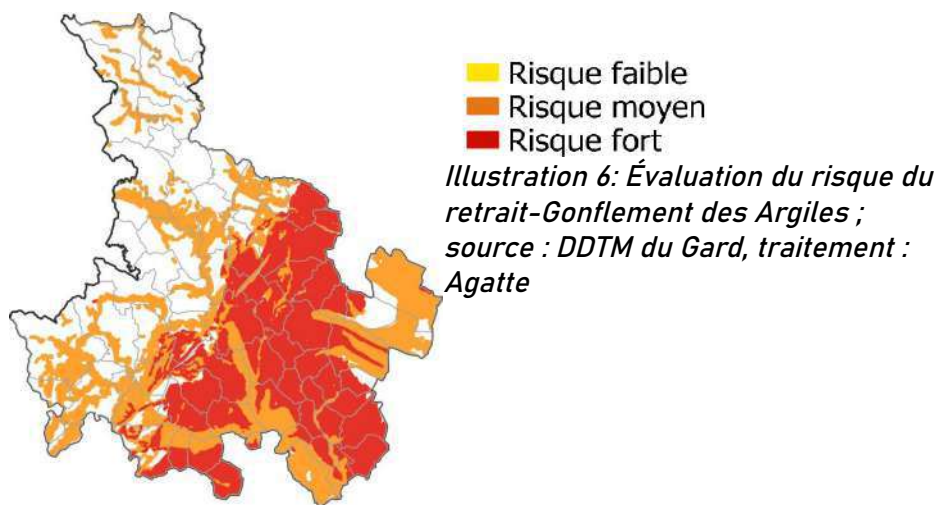 Risque faible
Risque moyen
Risque fort
Illustration 6: Évaluation du risque du
retrait-Gonflement des Argiles ;
source : DDTM du Gard, traitement :
Agatte